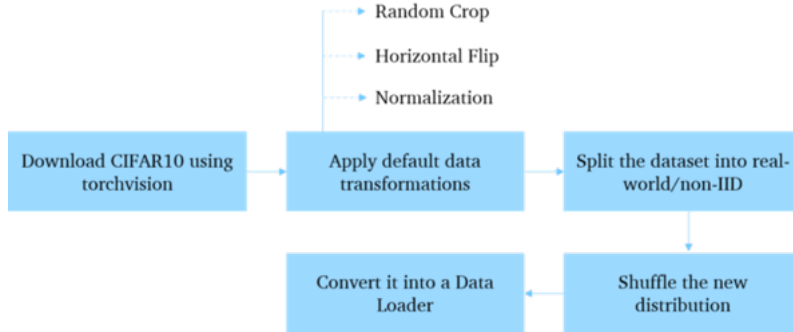 Random Crop
Horizontal Flip
Normalization
Download CIFAR10 using
torchvision
Apply default data
transformations
Split the dataset into real-
world/non-IID
Shuffle the new
distribution
Convert it into a Data
Loader